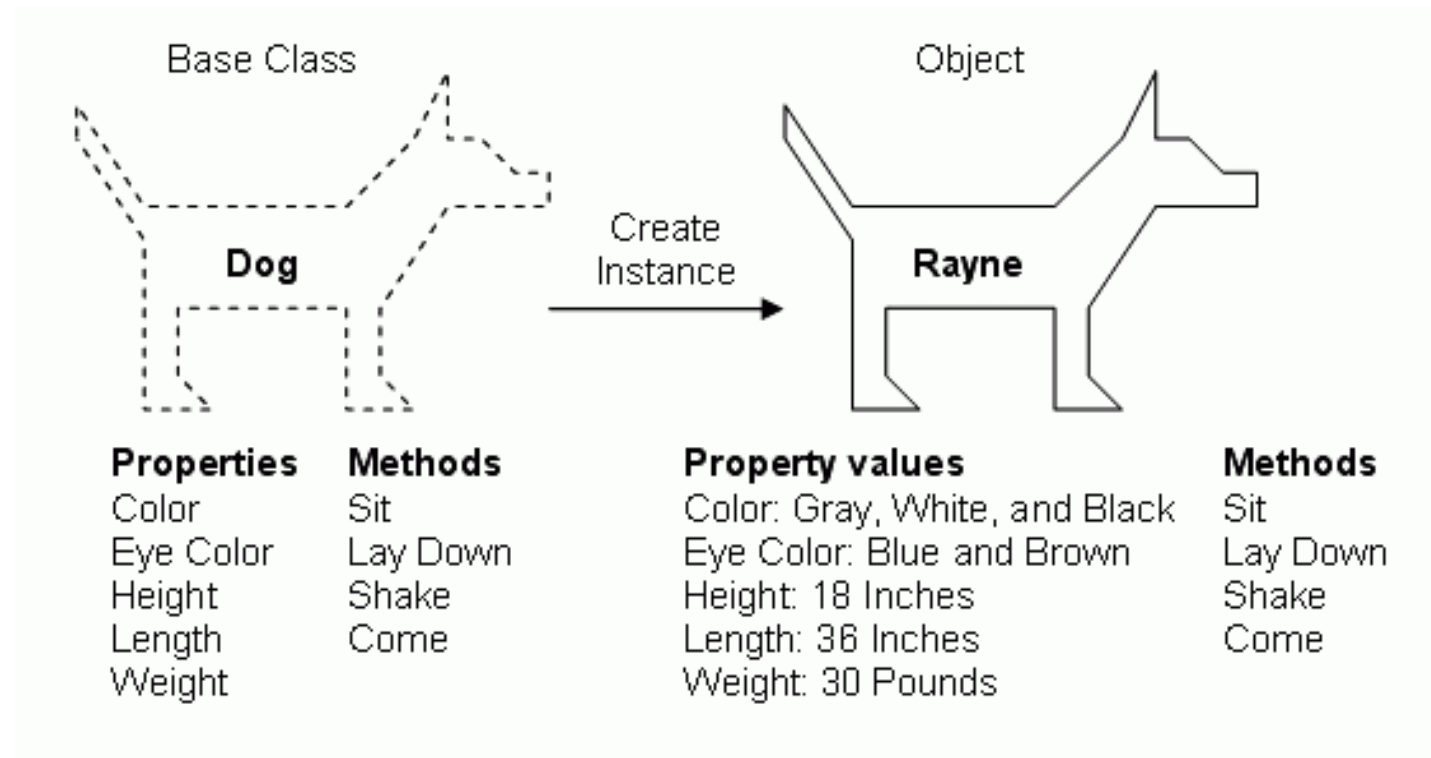 Base Class
Object
Dog
Create
Instance
Rayne
Properties
Color
Eye Color
Height
Length
Weight
Methods
Sit
Lay Down
Shake
Come
Property values
Color: Gray, White, and Black
Eye Color: Blue and Brown
Height: 18 Inches
Length: 36 Inches
Weight: 30 Pounds
Methods
Sit
Lay Down
Shake
Come